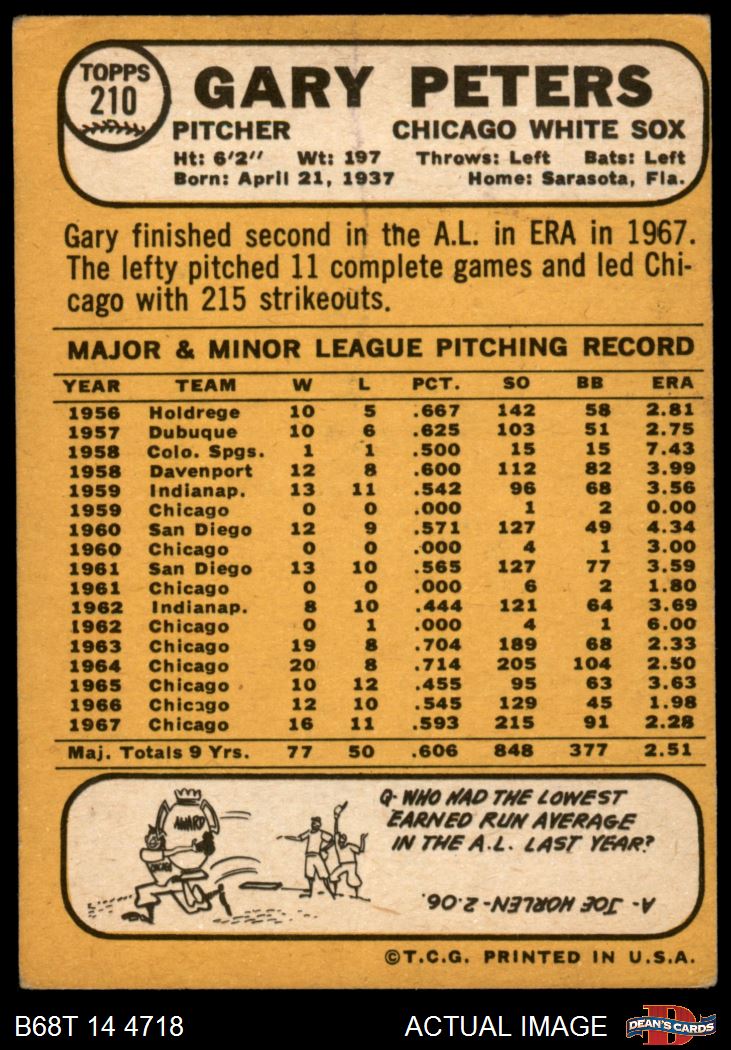 TOPPS
210
GARY PETERS
PITCHER CHICAGO WHITE SOX
Ht: 6'2" Wt: 197 Throws: Left Bats: Left
Born: April 21, 1937 Home: Sarasota, Fla.
Gary finished second in the A.L. in ERA in 1967.
The lefty pitched 11 complete games and led Chi-
cago with 215 strikeouts.
MAJOR & MINOR LEAGUE PITCHING RECORD
YEAR TEAM W L PCT. SO BB ERA
1956 Holdrege 10 5 .667 142 58 2.81
1957 Dubuque 10 6 .625 103 51 2.75
1958 Colo. Spgs. 1 1 .500 15 15 7.43
1958 Davenport 12 8 .600 112 82 3.99
1959 Indianap. 13 11 .542 96 68 3.56
1959 Chicago 0 0 .000 1 2 0.00
1960 San Diego 12 9 .571 127 49 4.34
1960 Chicago 0 0 .000 4 1 3.00
1961 San Diego 13 10 .565 127 77 3.59
1961 Chicago 0 0 .000 6 2 1.80
1962 Indianap. 8 10 .444 121 64 3.69
1962 Chicago 0 1 .000 4 1 6.00
1963 Chicago 19 8 .704 189 68 2.33
1964 Chicago 20 8 .714 205 104 2.50
1965 Chicago 10 12 .455 95 63 3.63
1966 Chicago 12 10 .545 129 45 1.98
1967 Chicago 16 11 .593 215 91 2.28
Maj. Totals 9 Yrs. 77 50 .606 848 377 2.51
AWARD
CHICAGO
Q- WHO HAD THE LOWEST
EARNED RUN AVERAGE
IN THE A.L. LAST YEAR?
A- JOE HORLEN-2.06.
©T.C.G. PRINTED IN U.S.A.
B68T 14 4718 ACTUAL IMAGE
D
DEAN'S CARDS